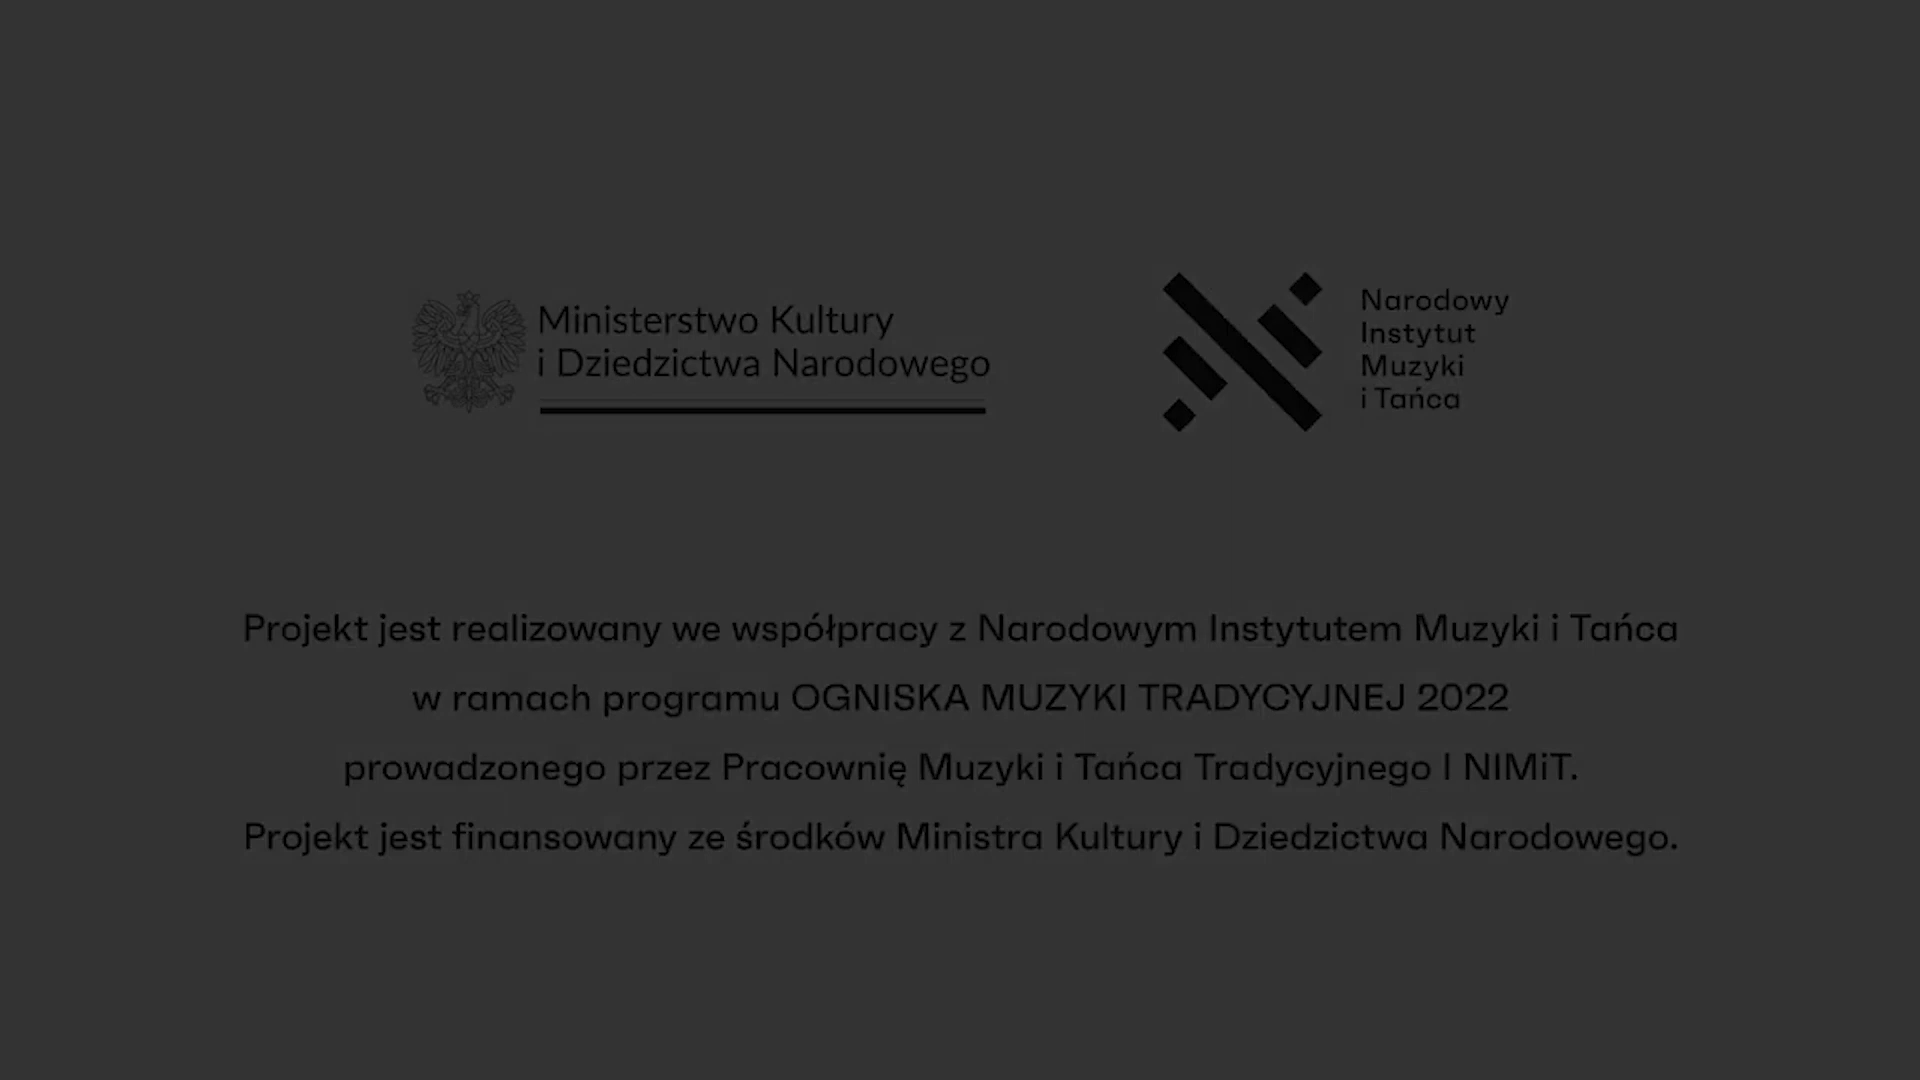 Ministerstwo Kultury
i Dziedzictwa Narodowego
Narodowy
Instytut
Muzyki
i Tańca
Projekt jest realizowany we współpracy z Narodowym Instytutem Muzyki i Tańca
w ramach programu OGNISKA MUZYKI TRADYCYJNEJ 2022
prowadzonego przez Pracownię Muzyki i Tańca Tradycyjnego I NIMiT.
Projekt jest finansowany ze środków Ministra Kultury i Dziedzictwa Narodowego.